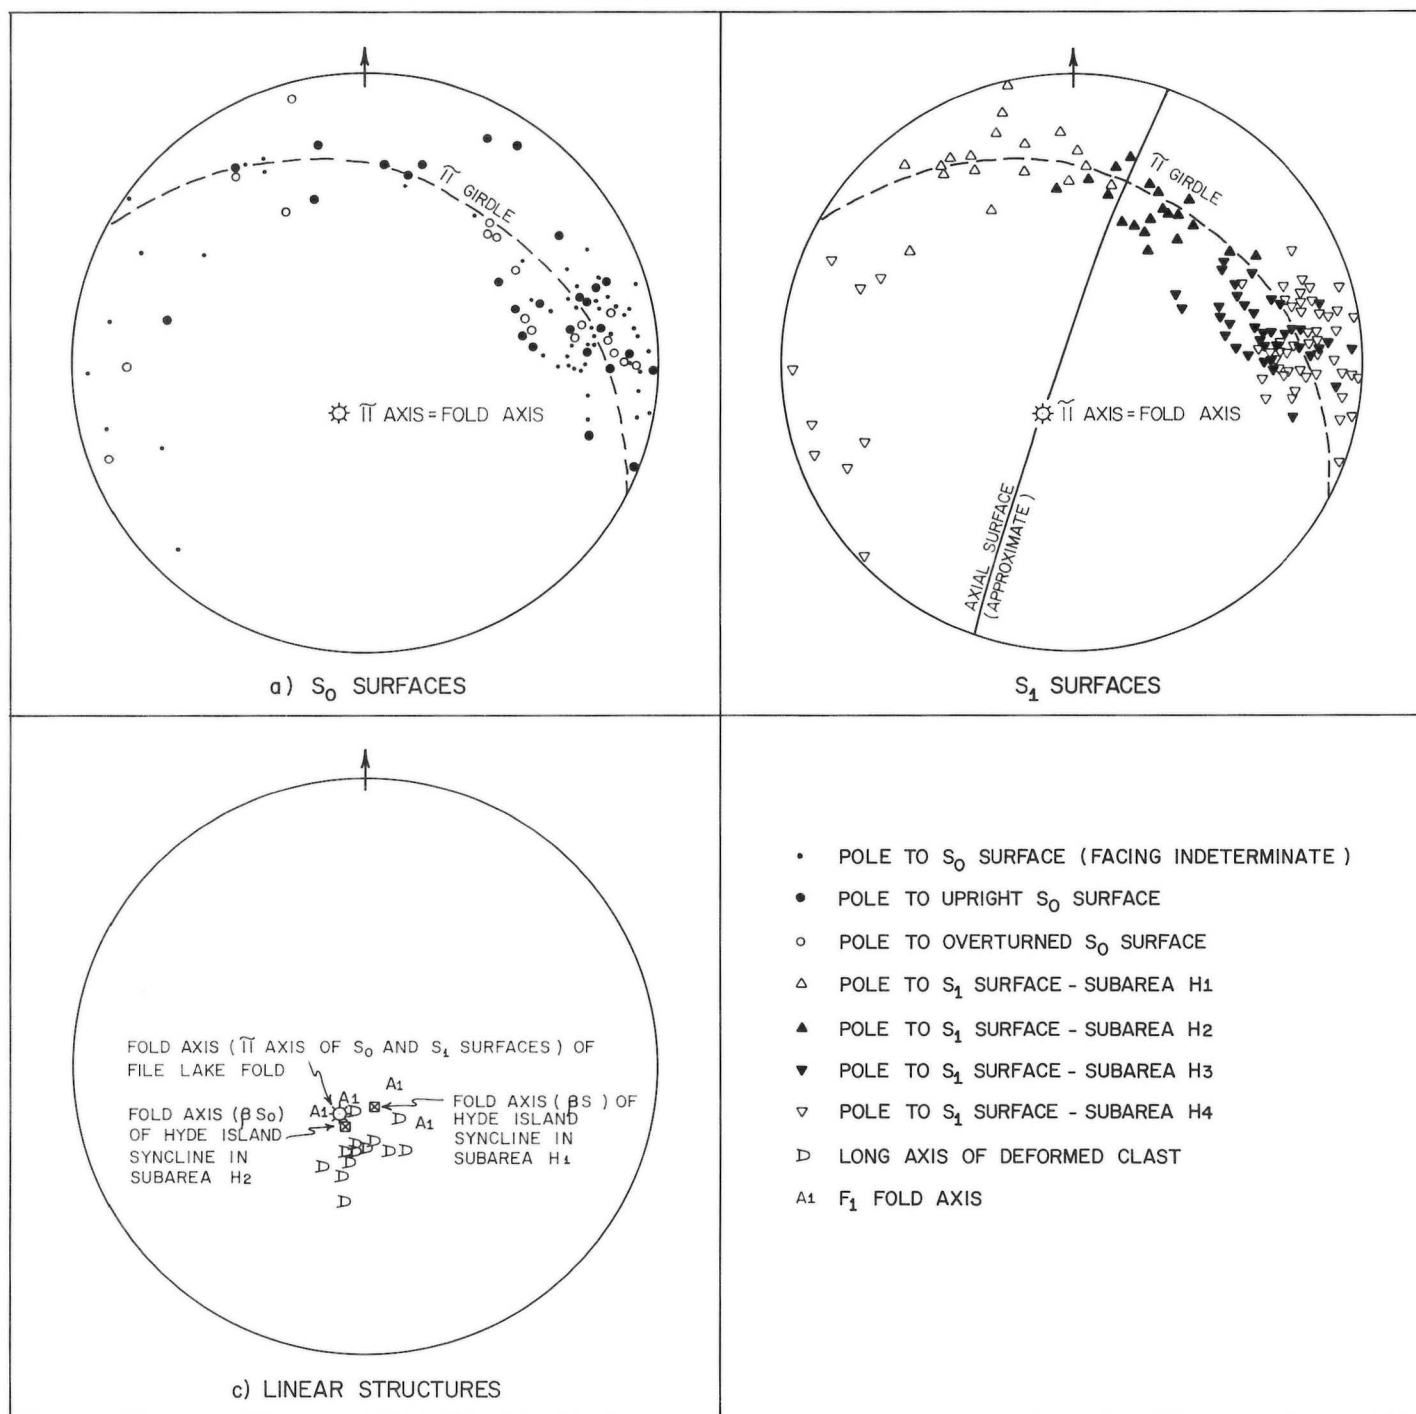 π̃ GIRDLE
π̃ AXIS = FOLD AXIS
a) S₀ SURFACES
π̃ GIRDLE
π̃ AXIS = FOLD AXIS
AXIAL SURFACE
(APPROXIMATE)
S₁ SURFACES
FOLD AXIS (π̃ AXIS OF S₀ AND S₁ SURFACES) OF
FILE LAKE FOLD
A1
A1
A1
A1
FOLD AXIS (βS₀)
OF HYDE ISLAND
SYNCLINE IN
SUBAREA H₂
FOLD AXIS (βS) OF
HYDE ISLAND
SYNCLINE IN
SUBAREA H₁
c) LINEAR STRUCTURES
POLE TO S₀ SURFACE (FACING INDETERMINATE)
POLE TO UPRIGHT S₀ SURFACE
POLE TO OVERTURNED S₀ SURFACE
POLE TO S₁ SURFACE - SUBAREA H1
POLE TO S₁ SURFACE - SUBAREA H2
POLE TO S₁ SURFACE - SUBAREA H3
POLE TO S₁ SURFACE - SUBAREA H4
D LONG AXIS OF DEFORMED CLAST
A1 F₁ FOLD AXIS